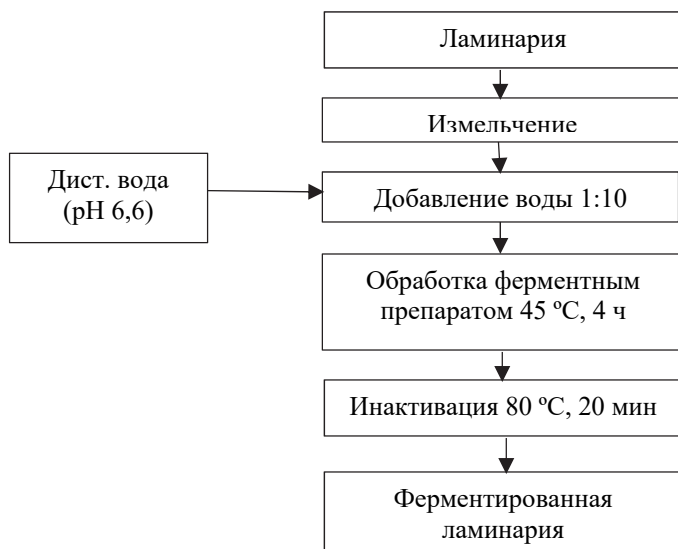 Ламинария
Измельчение
Дист. вода
(pH 6,6)
Добавление воды 1:10
Обработка ферментным
препаратом 45 ºС, 4 ч
Инактивация 80 ºС, 20 мин
Ферментированная
ламинария